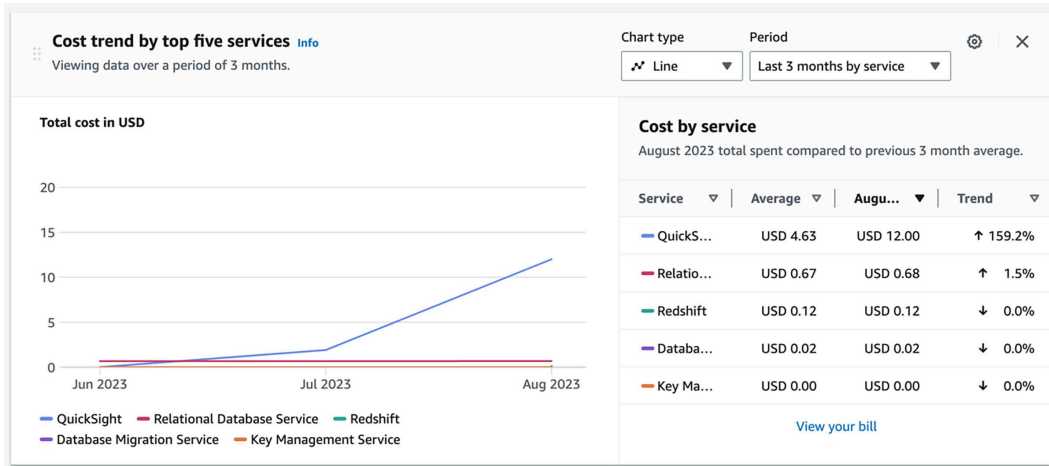 Cost trend by top five services Info
Viewing data over a period of 3 months.
Chart type
Line
Period
Last 3 months by service
Total cost in USD
20
15
10
5
0
Jun 2023 Jul 2023 Aug 2023
QuickSight Relational Database Service Redshift
Database Migration Service Key Management Service
Cost by service
August 2023 total spent compared to previous 3 month average.
Service Average Augu... Trend
QuickS... USD 4.63 USD 12.00 ↑ 159.2%
Relatio... USD 0.67 USD 0.68 ↑ 1.5%
Redshift USD 0.12 USD 0.12 ↓ 0.0%
Databa... USD 0.02 USD 0.02 ↓ 0.0%
Key Ma... USD 0.00 USD 0.00 ↓ 0.0%
View your bill